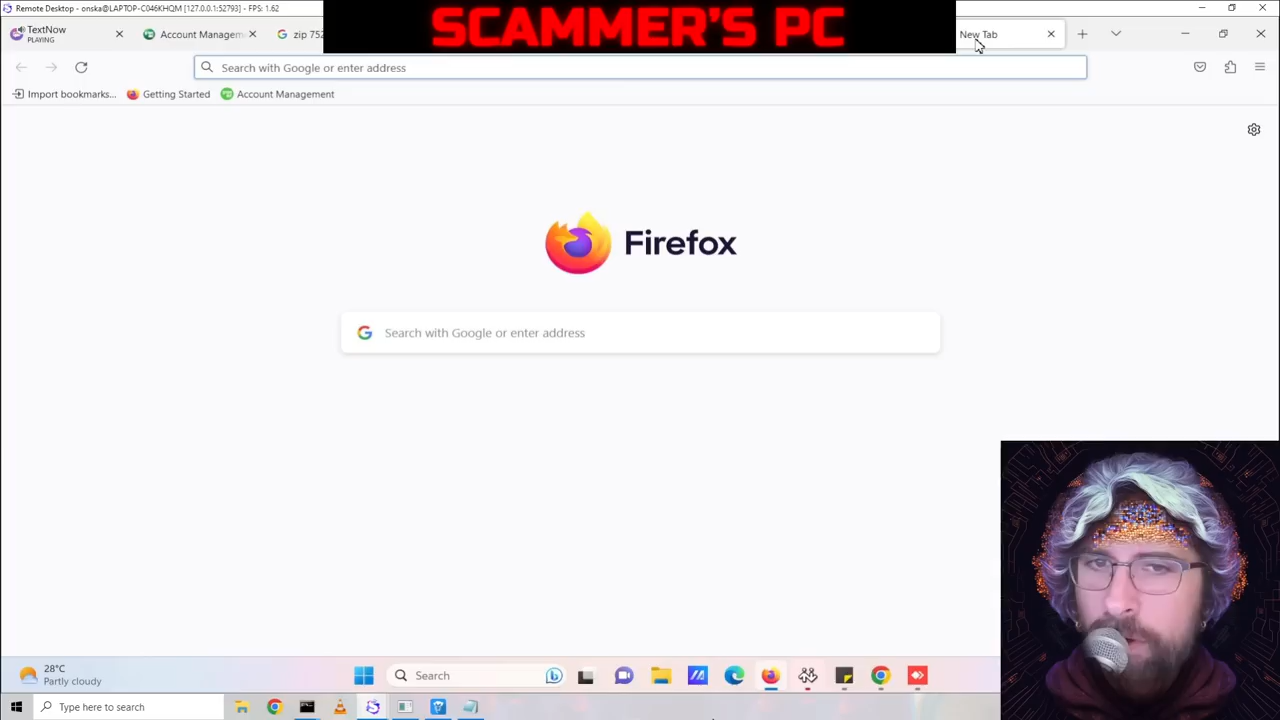 Remote Desktop - onska@LAPTOP-C046KHQM [127.0.0.1:52793] - FPS: 1.62
SCAMMER'S PC
TextNow
PLAYING
Account Managem
zip 752
New Tab
Search with Google or enter address
Import bookmarks...
Getting Started
Account Management
Firefox
Search with Google or enter address
28°C
Partly cloudy
Search
Type here to search